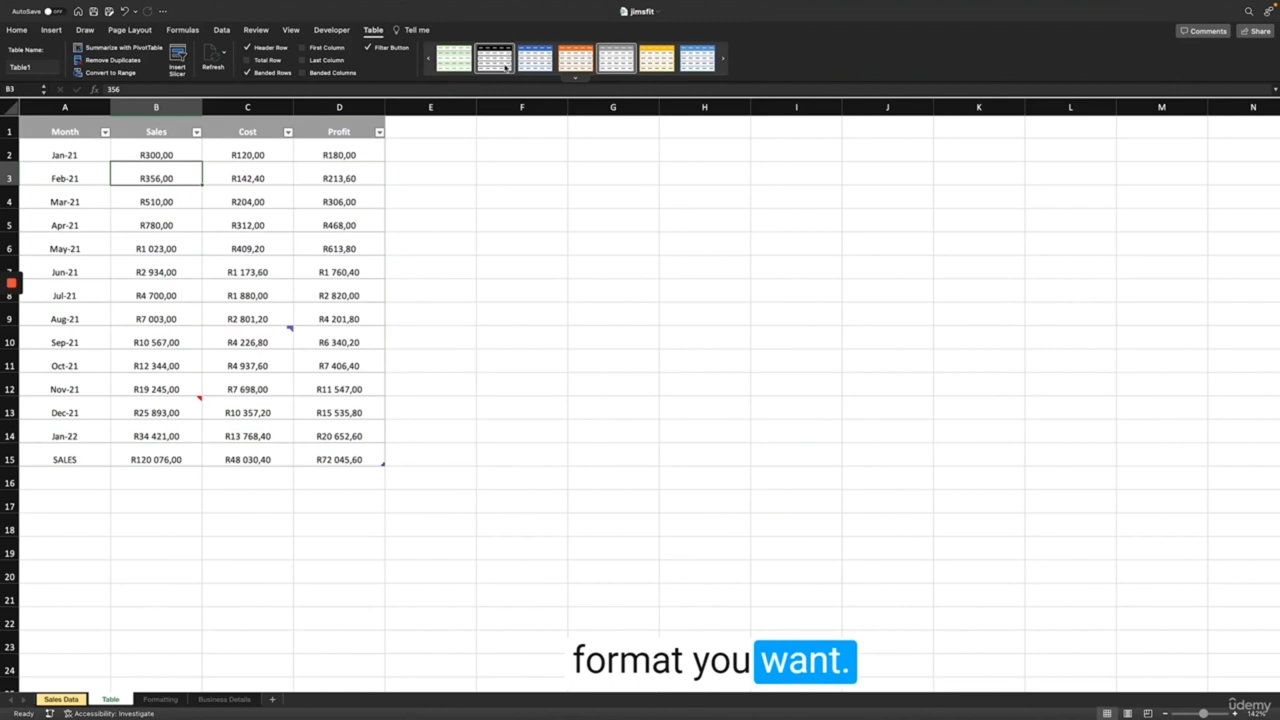 AutoSave OFF
jimsfit
Home Insert Draw Page Layout Formulas Data Review View Developer Table Tell me
Comments Share
Table Name:
Table1
Summarize with PivotTable
Remove Duplicates
Convert to Range
Insert
Slicer
Refresh
Header Row First Column Filter Button
Total Row Last Column
Banded Rows Banded Columns
B3 fx 356
A B C D E F G H I J K L M N
1 Month Sales Cost Profit
2 Jan-21 R300,00 R120,00 R180,00
3 Feb-21 R356,00 R142,40 R213,60
4 Mar-21 R510,00 R204,00 R306,00
5 Apr-21 R780,00 R312,00 R468,00
6 May-21 R1 023,00 R409,20 R613,80
Jun-21 R2 934,00 R1 173,60 R1 760,40
8 Jul-21 R4 700,00 R1 880,00 R2 820,00
9 Aug-21 R7 003,00 R2 801,20 R4 201,80
10 Sep-21 R10 567,00 R4 226,80 R6 340,20
11 Oct-21 R12 344,00 R4 937,60 R7 406,40
12 Nov-21 R19 245,00 R7 698,00 R11 547,00
13 Dec-21 R25 893,00 R10 357,20 R15 535,80
14 Jan-22 R34 421,00 R13 768,40 R20 652,60
15 SALES R120 076,00 R48 030,40 R72 045,60
16
17
18
19
20
21
22
23
24
format you want.
Sales Data Table Formatting Business Details +
Ready Accessibility: Investigate
142%
udemy